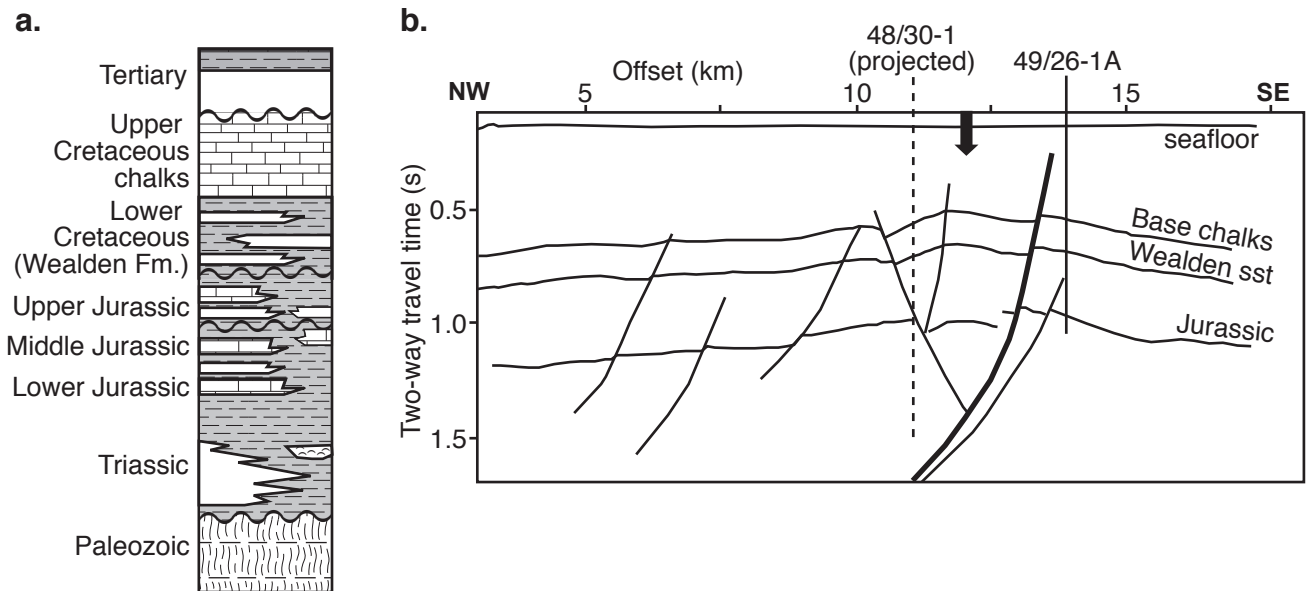 a.
Tertiary
Upper
Cretaceous
chalks
Lower
Cretaceous
(Wealden Fm.)
Upper Jurassic
Middle Jurassic
Lower Jurassic
Triassic
Paleozoic
b.
48/30-1
(projected)
49/26-1A
Offset (km)
NW
5
10
15
SE
seafloor
Two-way travel time (s)
0.5
1.0
1.5
Base chalks
Wealden sst
Jurassic